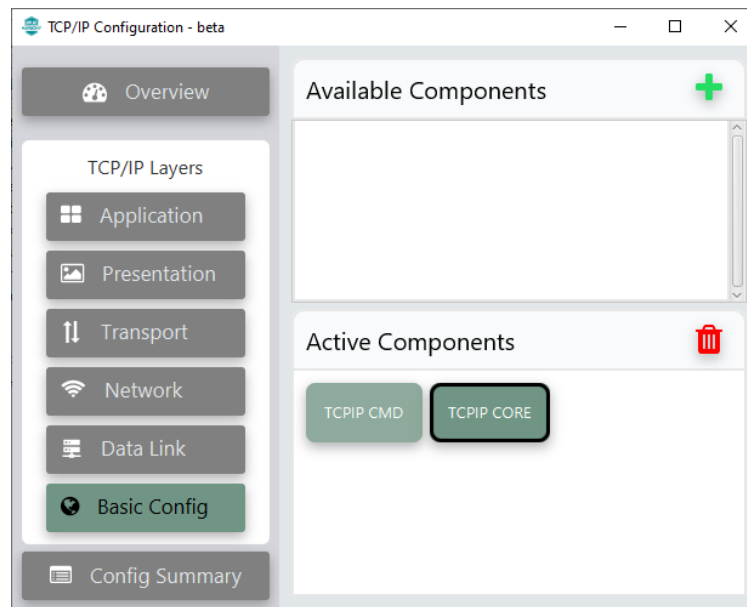 TCP/IP Configuration - beta
Overview
TCP/IP Layers
Application
Presentation
Transport
Network
Data Link
Basic Config
Config Summary
Available Components
Active Components
TCPIP CMD
TCPIP CORE